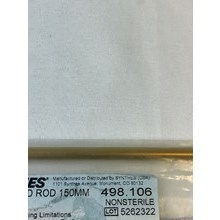 ES Manufactured or Distributed by SYNTHES (USA)
1101 Synthes Avenue, Monument, CO 80132
D ROD 150MM 498.106
NONSTERILE
LOT 5262322
ing Limitations